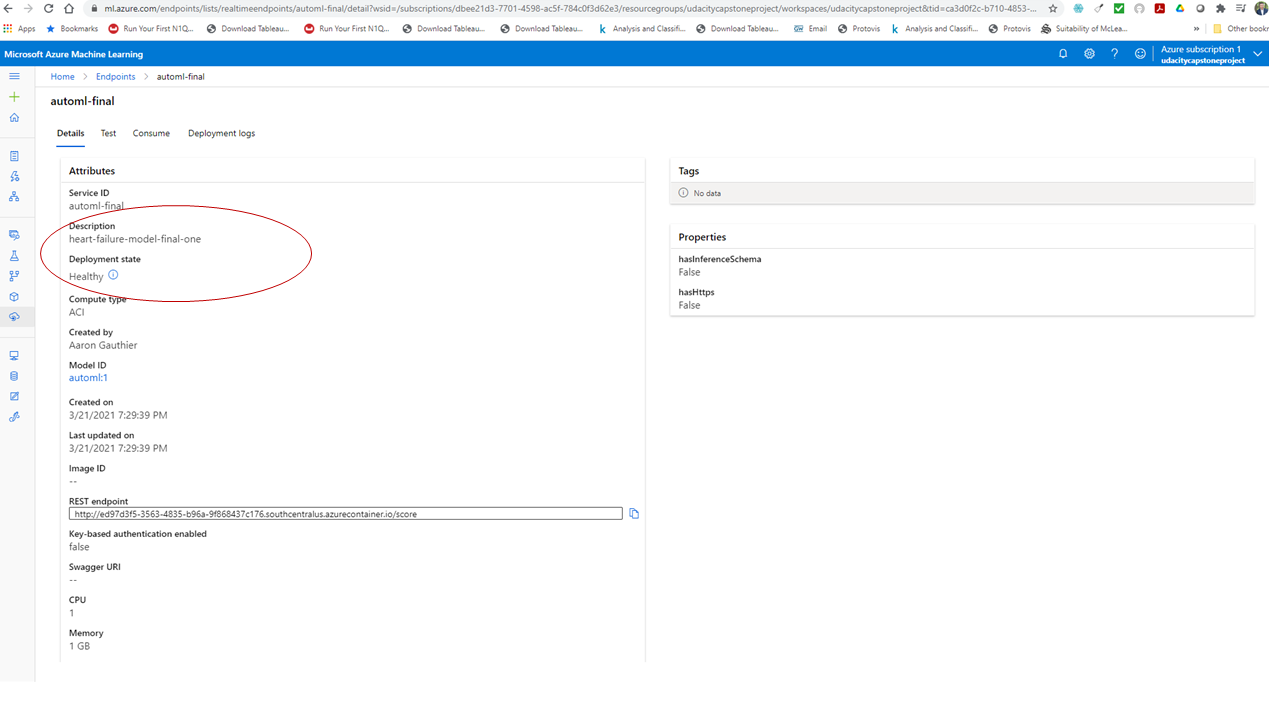 ml.azure.com/endpoints/lists/realtimeendpoints/automl-final/detail?wsid=/subscriptions/dbee21d3-7701-4598-ac5f-784c0f3d62e3/resourcegroups/udacitycapstoneproject/workspaces/udacitycapstoneproject&tid=ca3d0f2c-b710-4853-...
Apps Bookmarks Run Your First N1Q... Download Tableau... Run Your First N1Q... Download Tableau... Download Tableau... Analysis and Classifi... Download Tableau... Email Protovis Analysis and Classifi... Protovis Suitability of McLea... » Other bookr
Microsoft Azure Machine Learning
Azure subscription 1
udacitycapstoneproject
Home > Endpoints > automl-final
automl-final
Details Test Consume Deployment logs
Attributes
Service ID
automl-final
Description
heart-failure-model-final-one
Deployment state
Healthy
Compute type
ACI
Created by
Aaron Gauthier
Model ID
automl:1
Created on
3/21/2021 7:29:39 PM
Last updated on
3/21/2021 7:29:39 PM
Image ID
--
REST endpoint
http://ed97d3f5-3563-4835-b96a-9f868437c176.southcentralus.azurecontainer.io/score
Key-based authentication enabled
false
Swagger URI
--
CPU
1
Memory
1 GB
Tags
No data
Properties
hasInferenceSchema
False
hasHttps
False